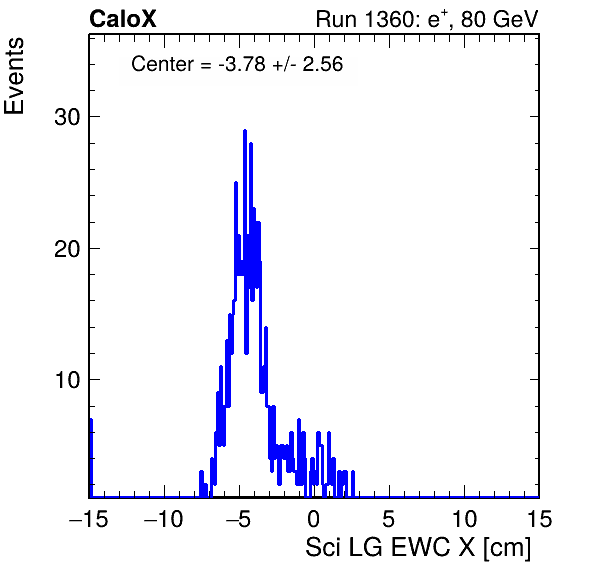 CaloX Run 1360: e⁺, 80 GeV
Center = -3.78 +/- 2.56
Events
30
20
10
−15 −10 −5 0 5 10 15
Sci LG EWC X [cm]